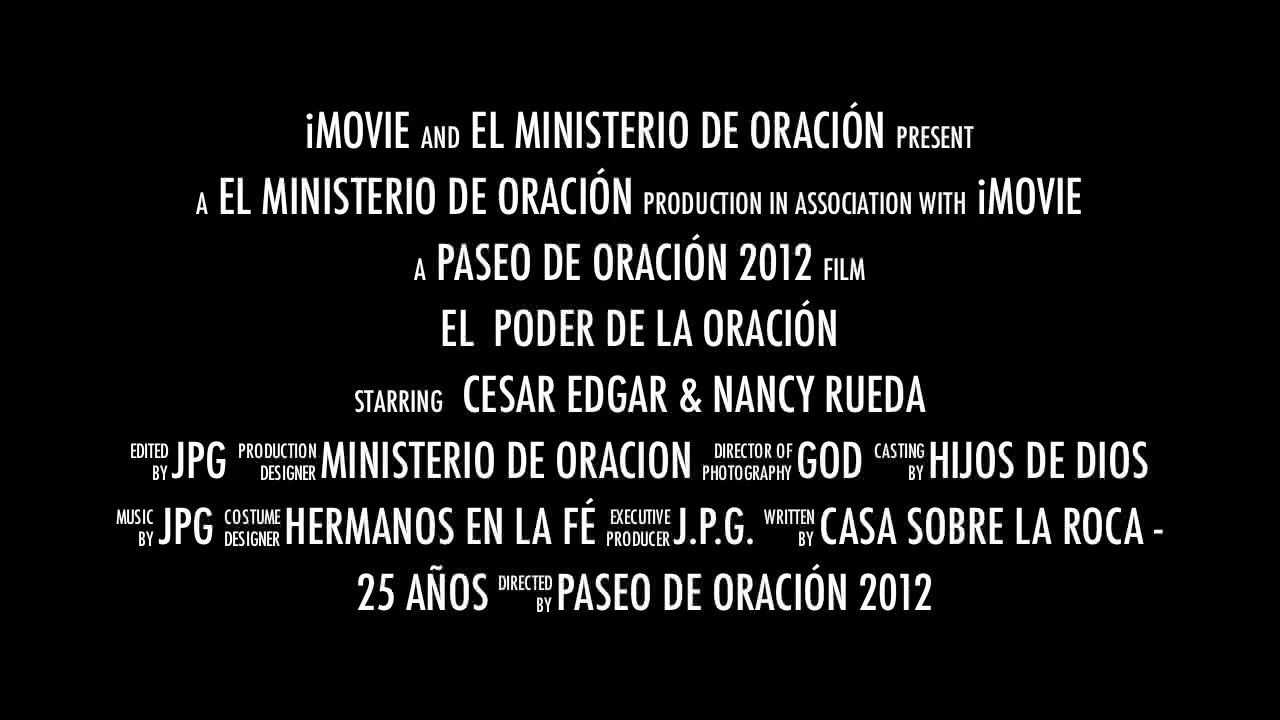 iMOVIE AND EL MINISTERIO DE ORACIÓN PRESENT
A EL MINISTERIO DE ORACIÓN PRODUCTION IN ASSOCIATION WITH iMOVIE
A PASEO DE ORACIÓN 2012 FILM
EL PODER DE LA ORACIÓN
STARRING CESAR EDGAR & NANCY RUEDA
EDITED BY JPG PRODUCTION DESIGNER MINISTERIO DE ORACION DIRECTOR OF PHOTOGRAPHY GOD CASTING BY HIJOS DE DIOS
MUSIC BY JPG COSTUME DESIGNER HERMANOS EN LA FÉ EXECUTIVE PRODUCER J.P.G. WRITTEN BY CASA SOBRE LA ROCA -
25 AÑOS DIRECTED BY PASEO DE ORACIÓN 2012